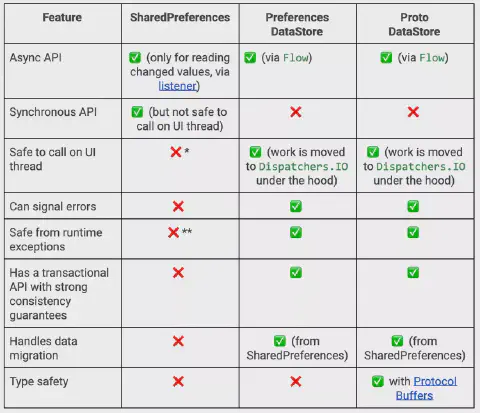 Feature SharedPreferences Preferences DataStore Proto DataStore
Async API ✅ (only for reading ✅ (via Flow) ✅ (via Flow)
changed values, via
listener)
Synchronous API ✅ (but not safe to ❌ ❌
call on UI thread)
Safe to call on UI ❌ * ✅ (work is moved ✅ (work is moved
thread to Dispatchers.IO to Dispatchers.IO
under the hood) under the hood)
Can signal errors ❌ ✅ ✅
Safe from runtime ❌ ** ✅ ✅
exceptions
Has a transactional ❌ ✅ ✅
API with strong
consistency
guarantees
Handles data ❌ ✅ (from ✅ (from
migration SharedPreferences) SharedPreferences)
Type safety ❌ ❌ ✅ with Protocol
Buffers